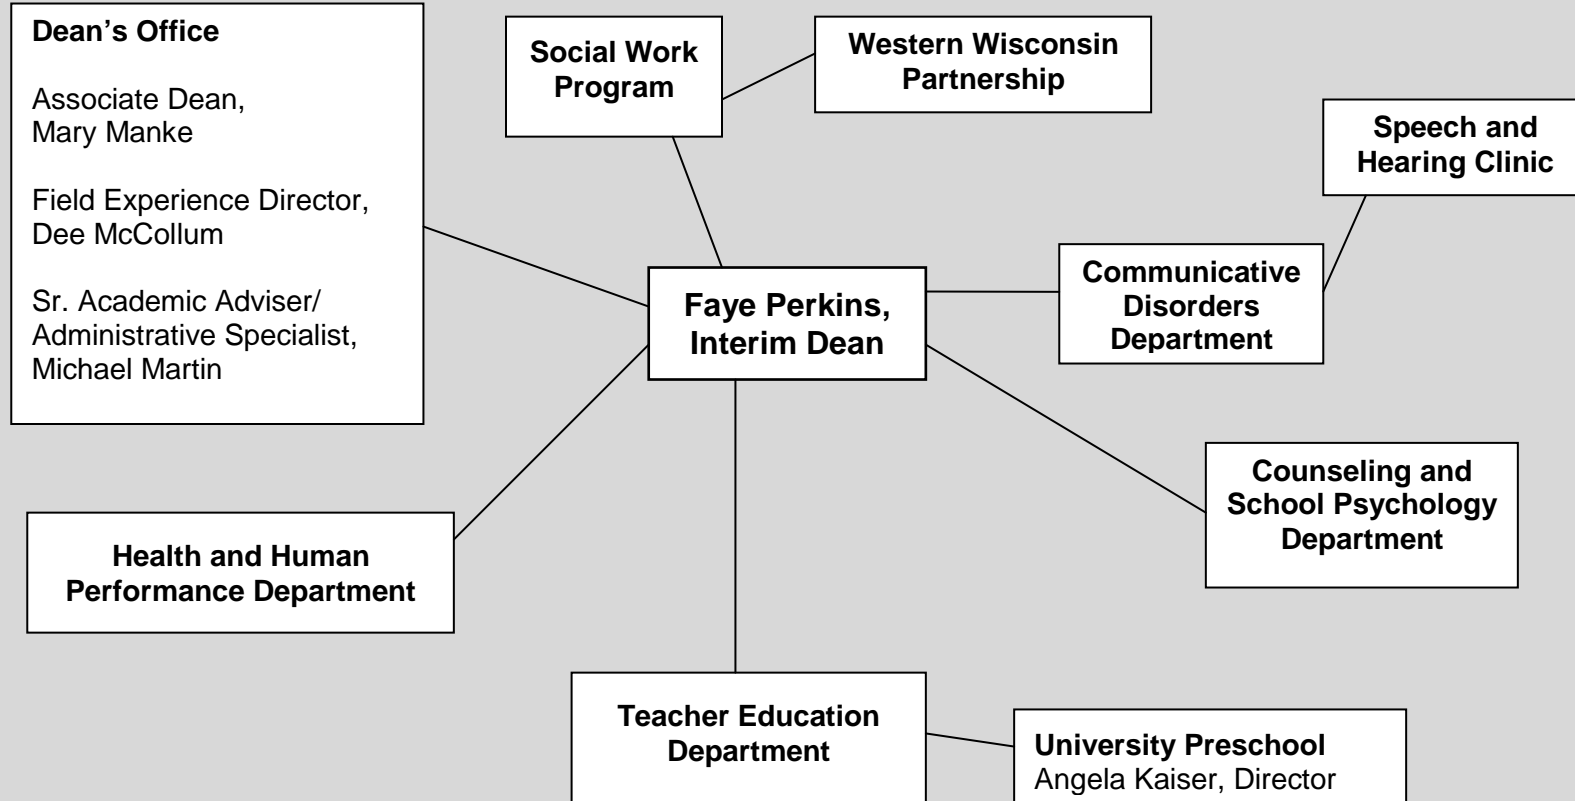 Dean’s Office
Associate Dean,
Mary Manke
Field Experience Director,
Dee McCollum
Sr. Academic Adviser/
Administrative Specialist,
Michael Martin
Social Work
Program
Western Wisconsin
Partnership
Speech and
Hearing Clinic
Faye Perkins,
Interim Dean
Communicative
Disorders
Department
Counseling and
School Psychology
Department
Health and Human
Performance Department
Teacher Education
Department
University Preschool
Angela Kaiser, Director